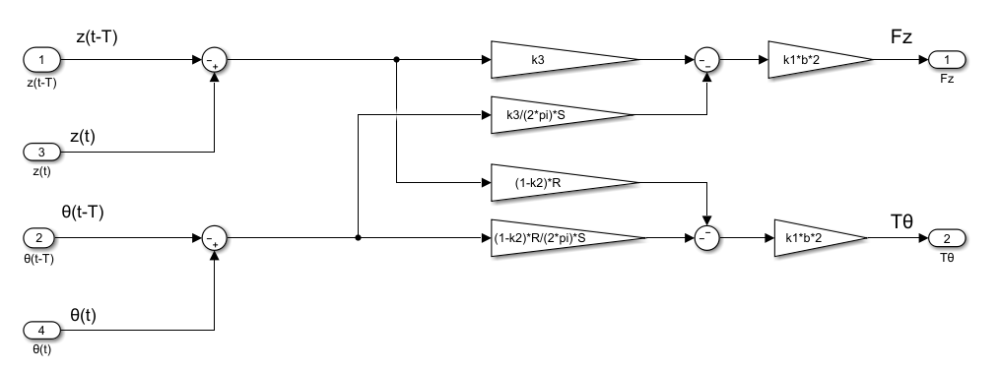 z(t-T)
1
z(t-T)
z(t)
3
z(t)
θ(t-T)
2
θ(t-T)
θ(t)
4
θ(t)
-
+
-
+
k3
k3/(2*pi)*S
(1-k2)*R
(1-k2)*R/(2*pi)*S
-
-
-
-
k1*b*2
k1*b*2
Fz
1
Fz
Tθ
2
Tθ